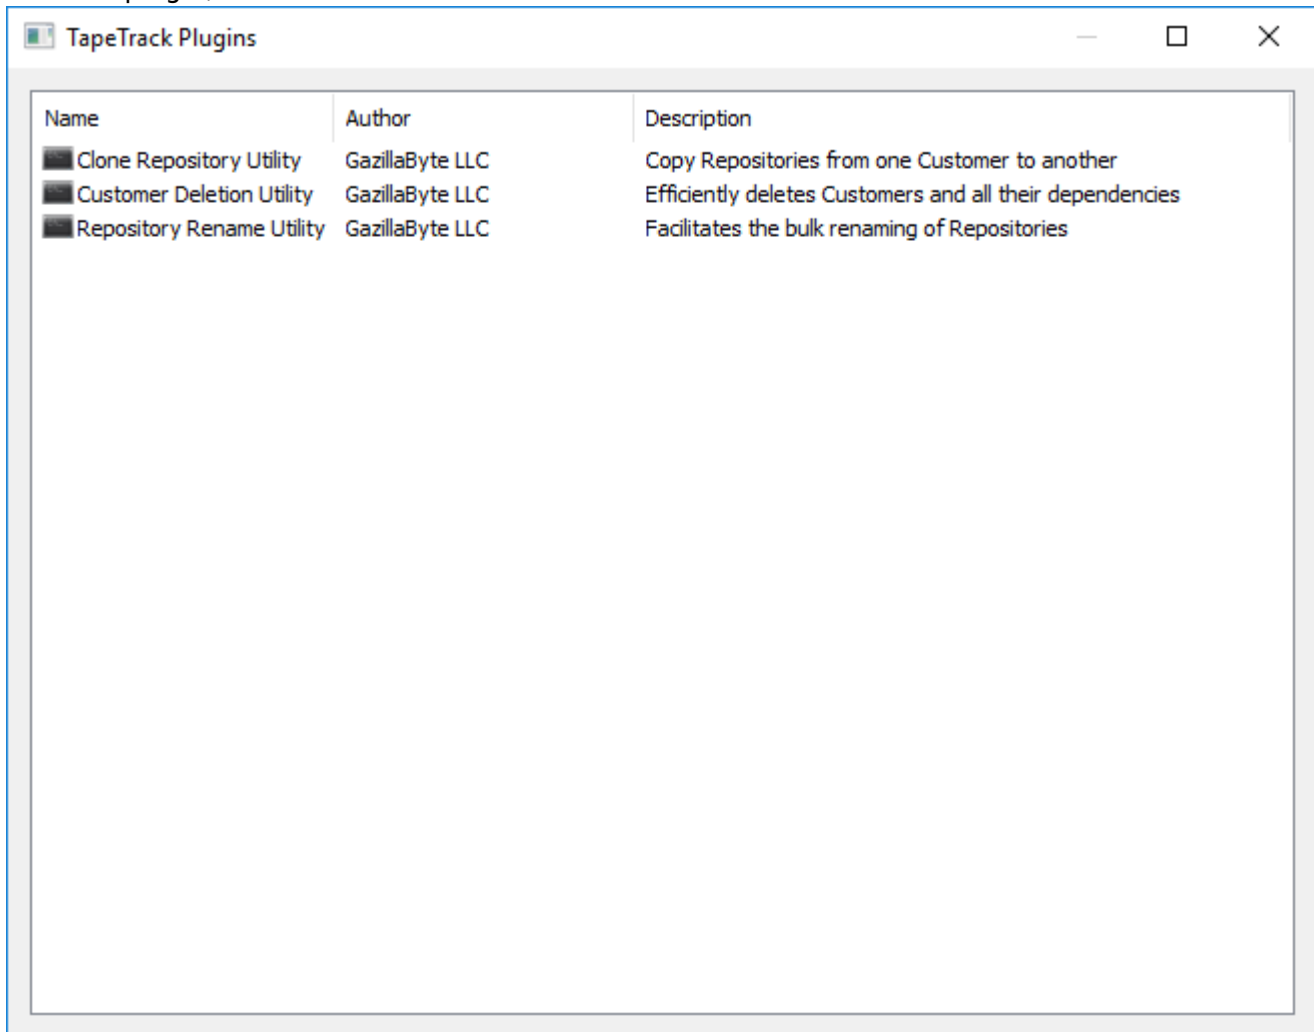 TapeTrack Plugins
Name Author Description
Clone Repository Utility GazillaByte LLC Copy Repositories from one Customer to another
Customer Deletion Utility GazillaByte LLC Efficiently deletes Customers and all their dependencies
Repository Rename Utility GazillaByte LLC Facilitates the bulk renaming of Repositories